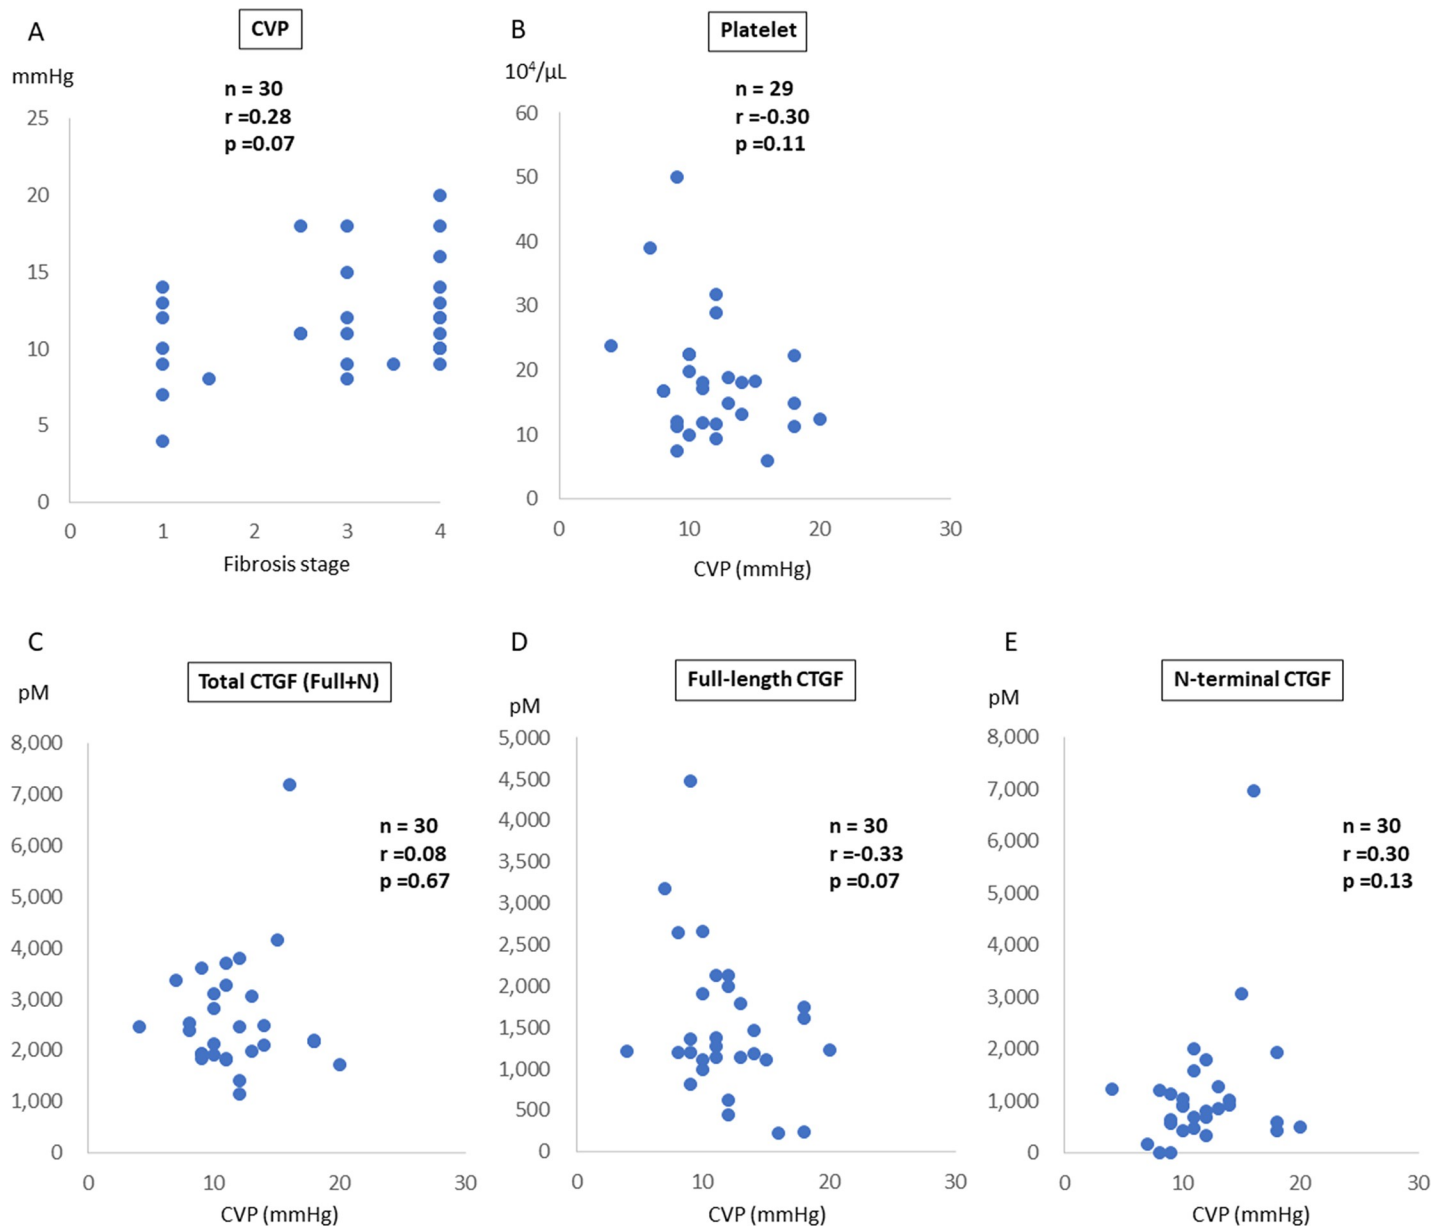 A
CVP
mmHg
n = 30
r =0.28
p =0.07
25
20
15
10
5
0
0 1 2 3 4
Fibrosis stage
B
Platelet
10⁴/μL
n = 29
r =-0.30
p =0.11
60
50
40
30
20
10
0
0 10 20 30
CVP (mmHg)
C
Total CTGF (Full+N)
pM
8,000
7,000
6,000
5,000
4,000
3,000
2,000
1,000
0
n = 30
r =0.08
p =0.67
0 10 20 30
CVP (mmHg)
D
Full-length CTGF
pM
5,000
4,500
4,000
3,500
3,000
2,500
2,000
1,500
1,000
500
0
n = 30
r =-0.33
p =0.07
0 10 20 30
CVP (mmHg)
E
N-terminal CTGF
pM
8,000
7,000
6,000
5,000
4,000
3,000
2,000
1,000
0
n = 30
r =0.30
p =0.13
0 10 20 30
CVP (mmHg)